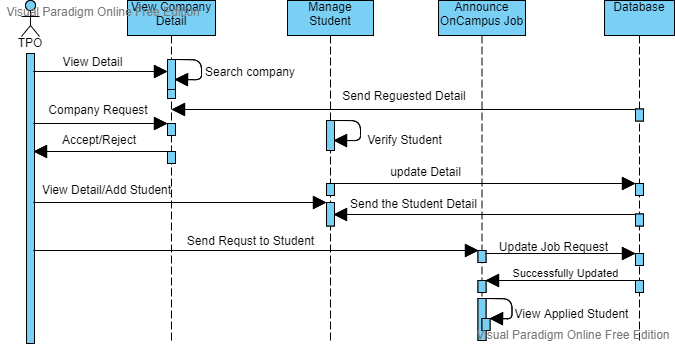 Visual Paradigm Online Free Edition
View Company
Detail
Manage
Student
Announce
OnCampus Job
Database
TPO
View Detail
Search company
Send Reguested Detail
Company Request
Accept/Reject
Verify Student
update Detail
View Detail/Add Student
Send the Student Detail
Send Requst to Student
Update Job Request
Successfully Updated
View Applied Student
Visual Paradigm Online Free Edition